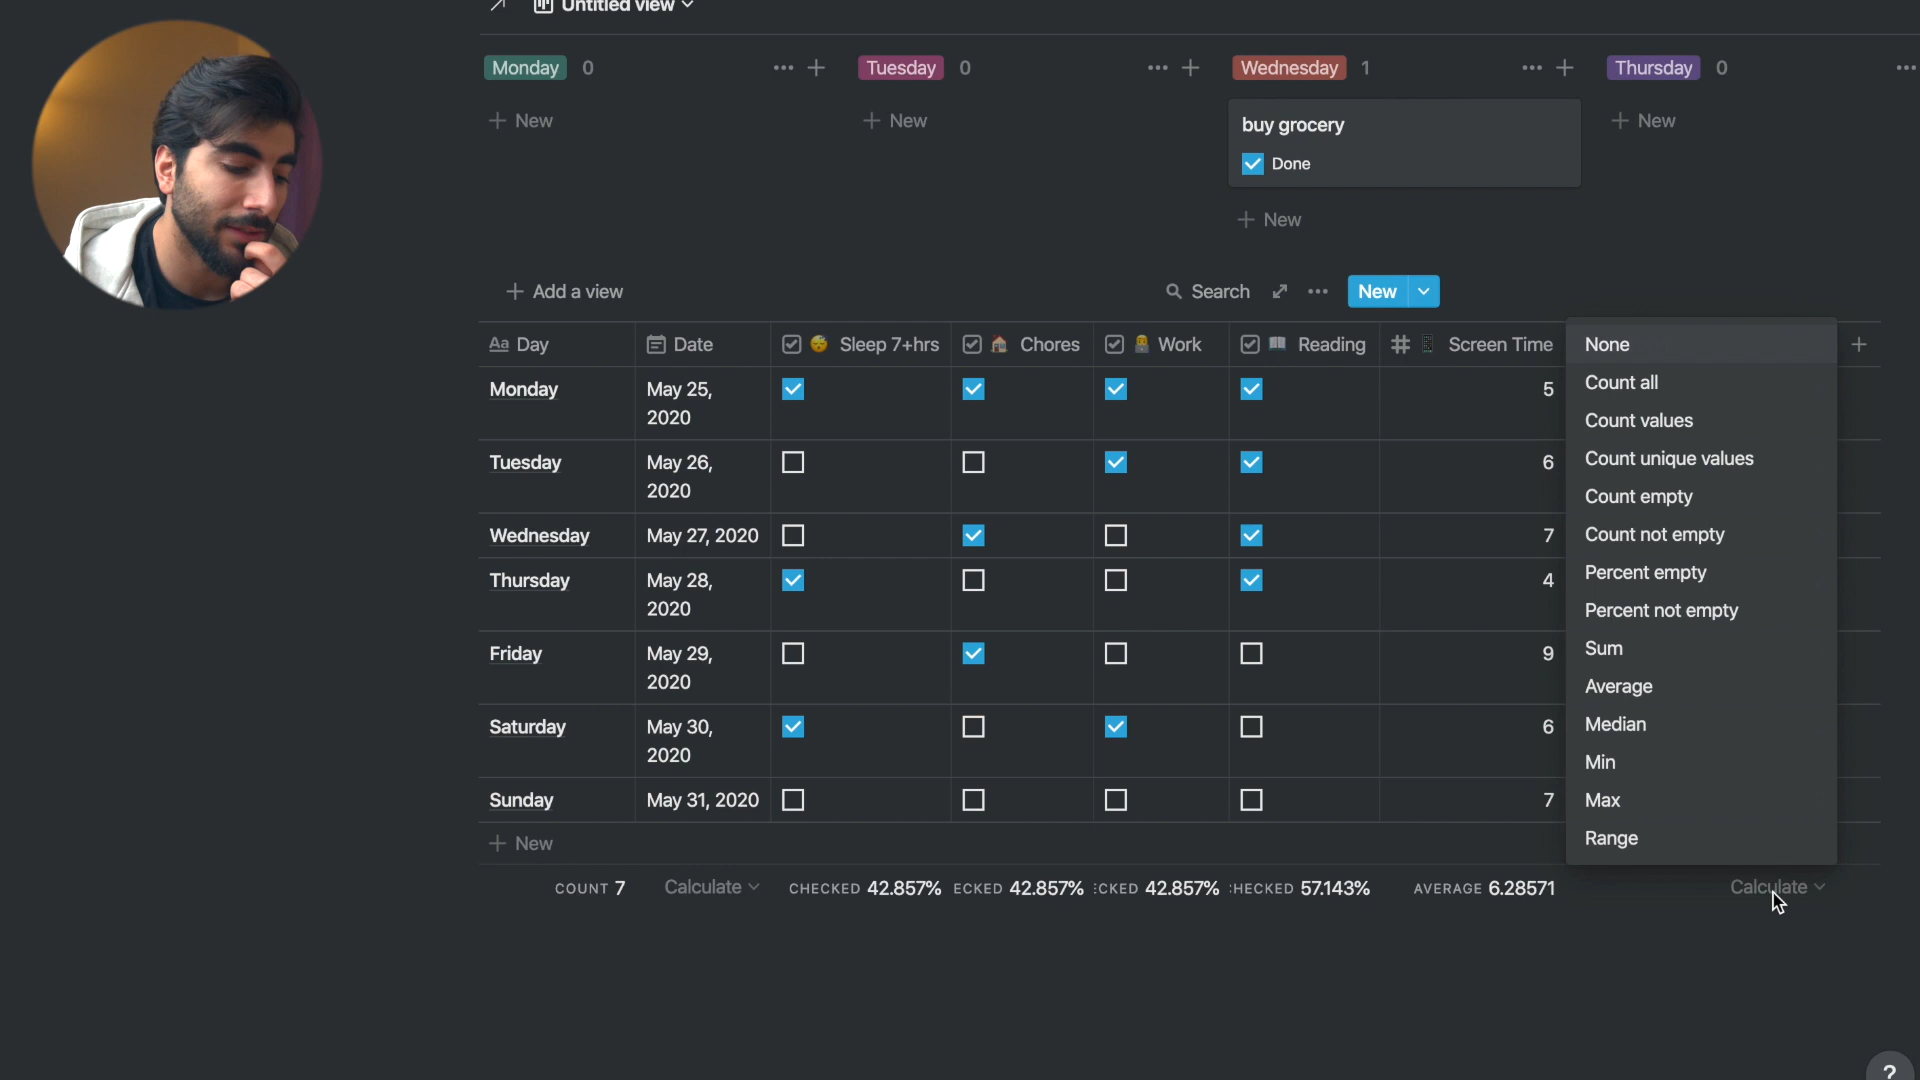 Untitled view
Monday 0
Tuesday 0
Wednesday 1
Thursday 0
New
New
buy grocery
New
Done
New
Add a view
Search
New
Day
Date
Sleep 7+hrs
Chores
Work
Reading
Screen Time
Monday
May 25,
2020
5
Tuesday
May 26,
2020
6
Wednesday
May 27, 2020
7
Thursday
May 28,
2020
4
Friday
May 29,
2020
9
Saturday
May 30,
2020
6
Sunday
May 31, 2020
7
New
None
Count all
Count values
Count unique values
Count empty
Count not empty
Percent empty
Percent not empty
Sum
Average
Median
Min
Max
Range
COUNT 7
Calculate
CHECKED 42.857%
ECKED 42.857%
CKED 42.857%
HECKED 57.143%
AVERAGE 6.28571
Calculate
?